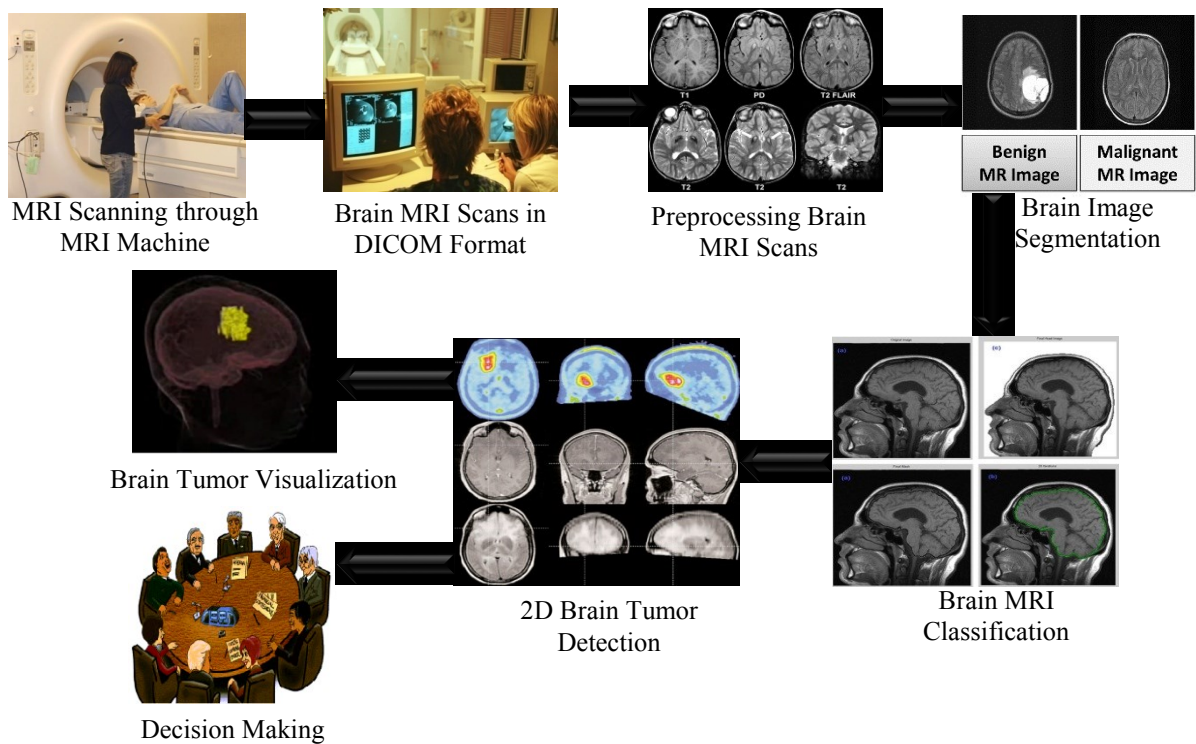 T1
PD
T2 FLAIR
T2
T2
T2
Benign
MR Image
Malignant
MR Image
MRI Scanning through
MRI Machine
Brain MRI Scans in
DICOM Format
Preprocessing Brain
MRI Scans
Brain Image
Segmentation
(a)
(c)
(a)
(b)
Brain Tumor Visualization
2D Brain Tumor
Detection
Brain MRI
Classification
Decision Making